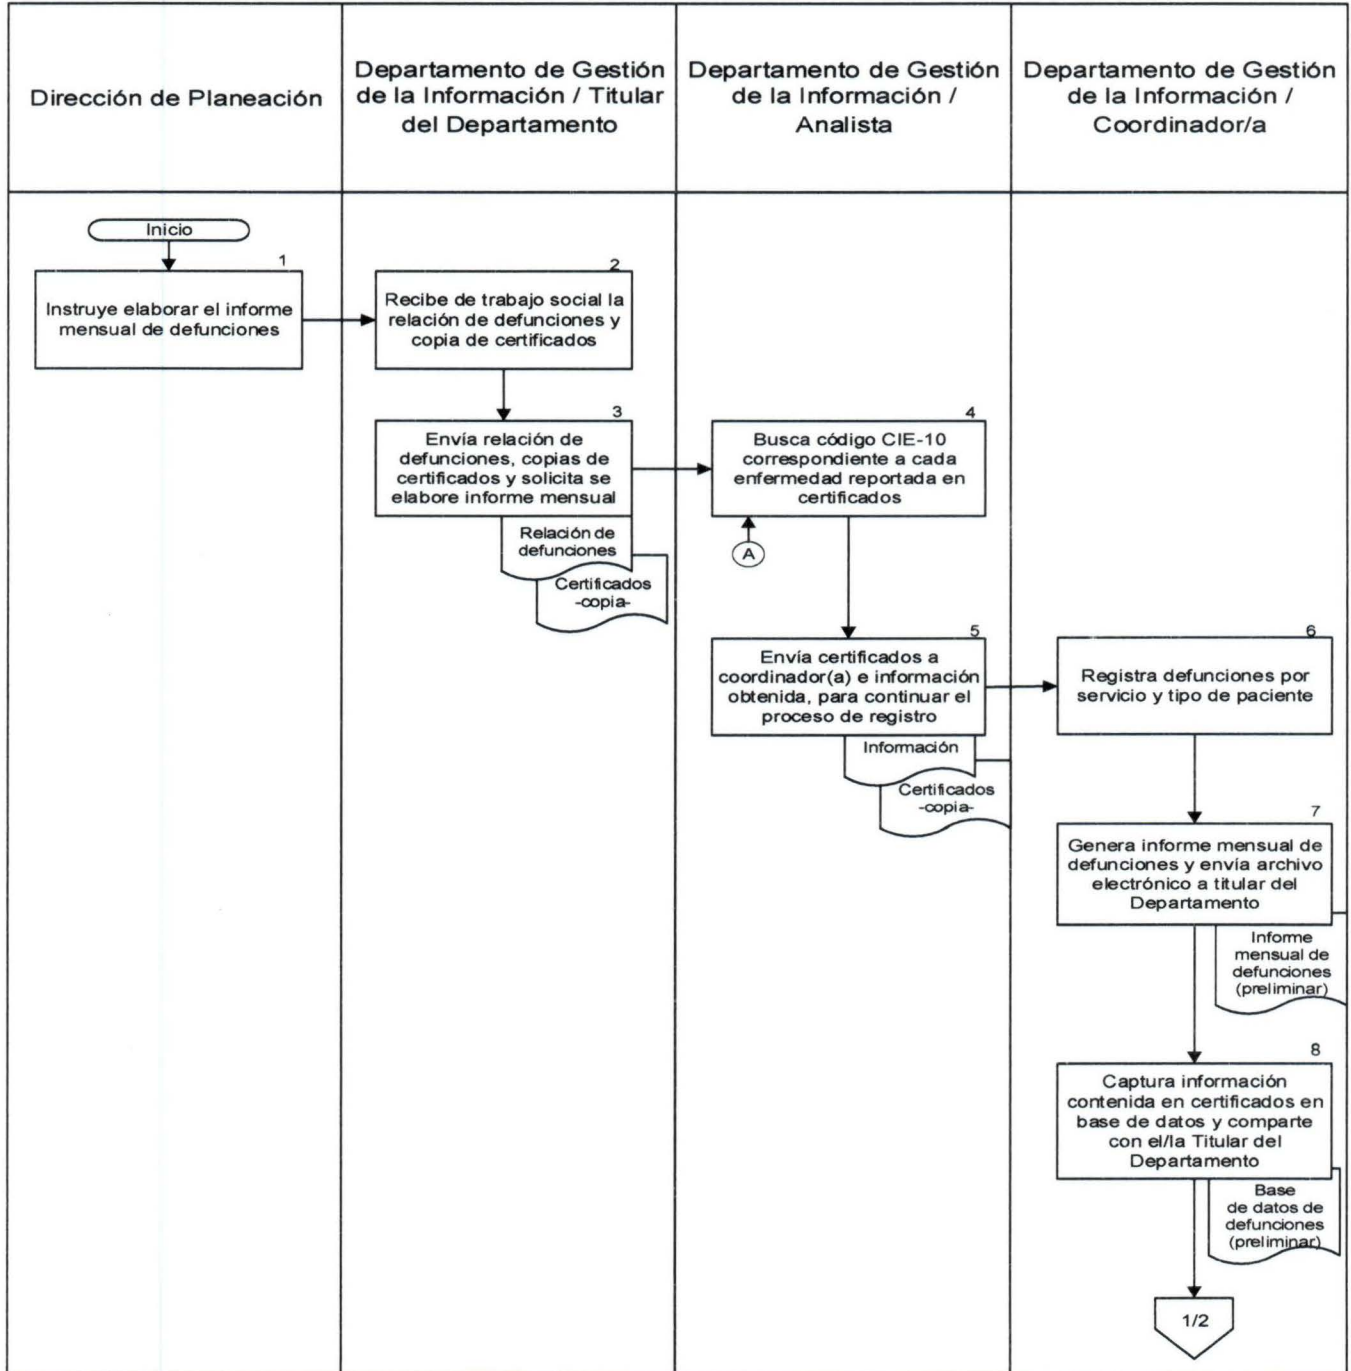 Dirección de Planeación
Departamento de Gestión
de la Información / Titular
del Departamento
Departamento de Gestión
de la Información /
Analista
Departamento de Gestión
de la Información /
Coordinador/a
Inicio
1
Instruye elaborar el informe
mensual de defunciones
2
Recibe de trabajo social la
relación de defunciones y
copia de certificados
3
Envía relación de
defunciones, copias de
certificados y solicita se
elabore informe mensual
Relación de
defunciones
Certificados
-copia-
4
Busca código CIE-10
correspondiente a cada
enfermedad reportada en
certificados
A
5
Envía certificados a
coordinador(a) e información
obtenida, para continuar el
proceso de registro
Información
Certificados
-copia-
6
Registra defunciones por
servicio y tipo de paciente
7
Genera informe mensual de
defunciones y envía archivo
electrónico a titular del
Departamento
Informe
mensual de
defunciones
(preliminar)
8
Captura información
contenida en certificados en
base de datos y comparte
con el/la Titular del
Departamento
Base
de datos de
defunciones
(preliminar)
1/2